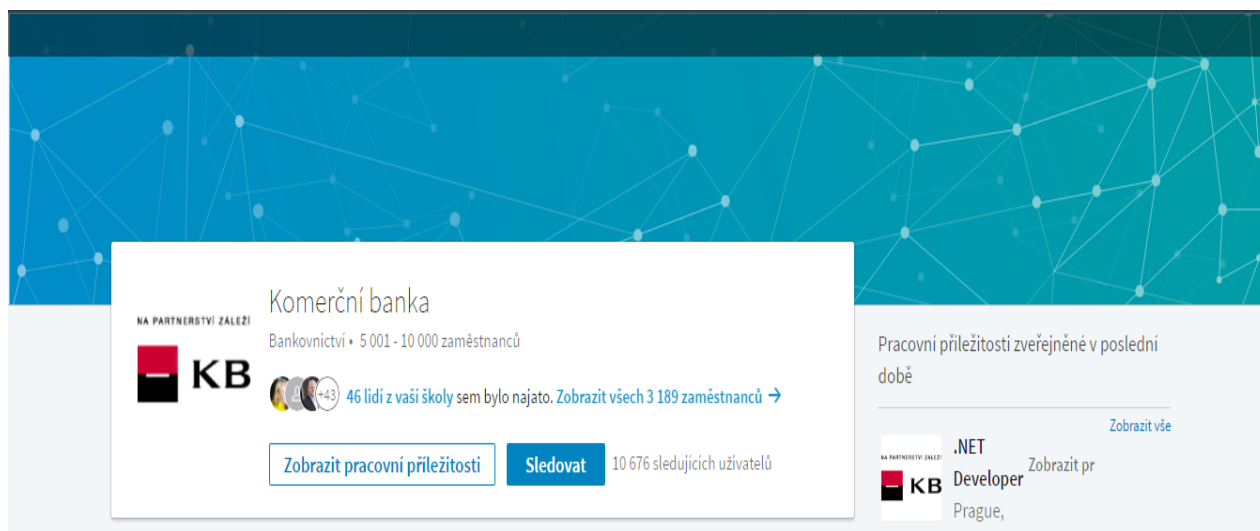 Komerční banka
NA PARTNERSTVÍ ZÁLEŽÍ
KB
Bankovnictví • 5 001 - 10 000 zaměstnanců
+43 46 lidí z vaší školy sem bylo najato. Zobrazit všech 3 189 zaměstnanců →
Zobrazit pracovní příležitosti Sledovat 10 676 sledujících uživatelů
Pracovní příležitosti zveřejněné v poslední
době
Zobrazit vše
NA PARTNERSTVÍ ZÁLEŽÍ
KB
.NET
Developer Zobrazit pr
Prague,